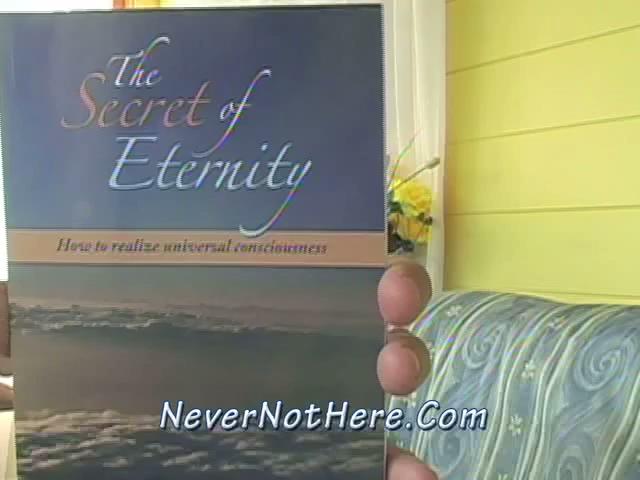 The
Secret of
Eternity
How to realize universal consciousness
NeverNotHere.Com